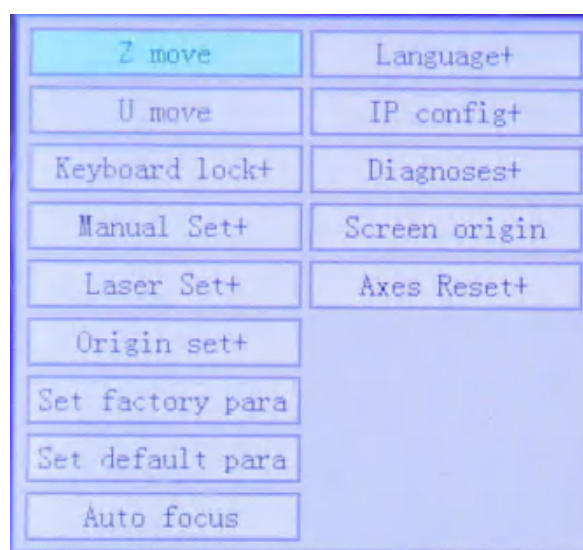 Z move
U move
Keyboard lock+
Manual Set+
Laser Set+
Origin set+
Set factory para
Set default para
Auto focus
Language+
IP config+
Diagnoses+
Screen origin
Axes Reset+